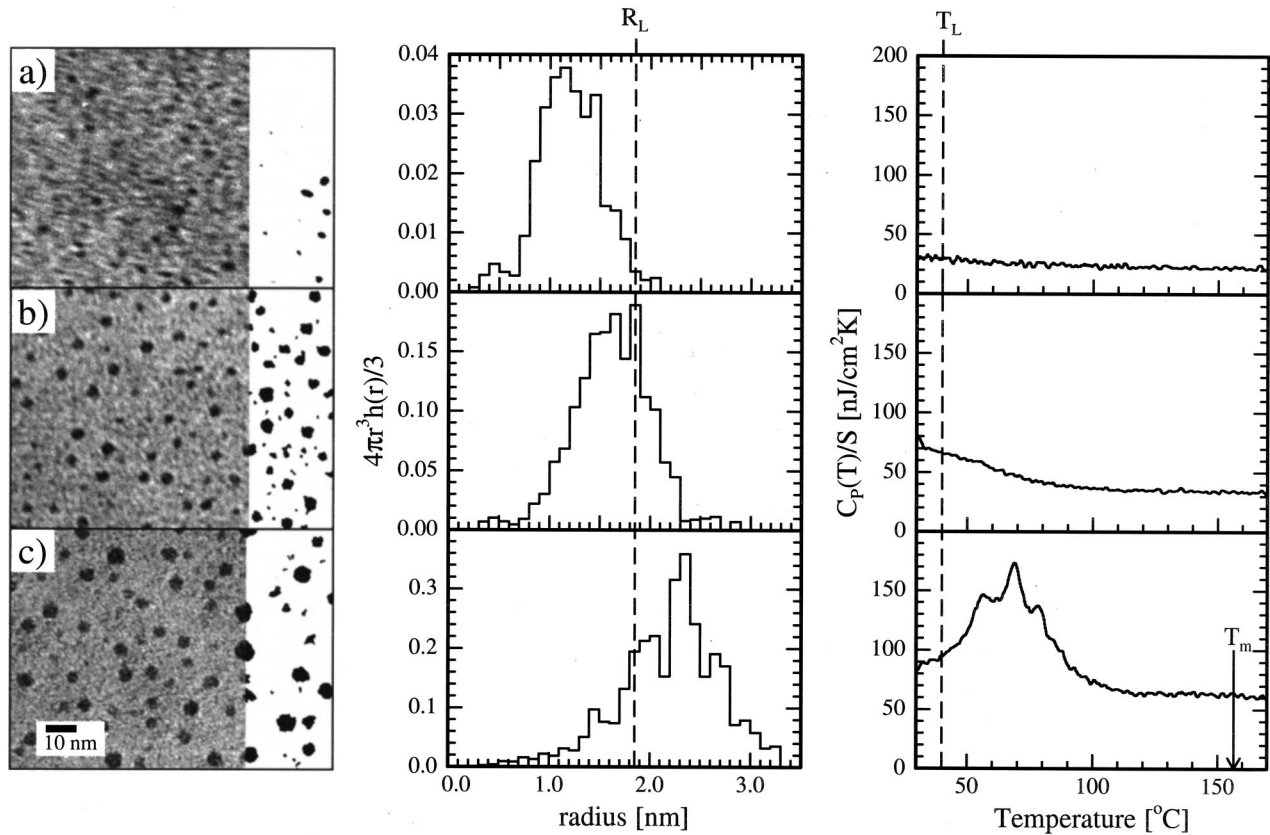 a)
b)
c)
10 nm
R_L
4πr³h(r)/3
0.04
0.03
0.02
0.01
0.00
0.15
0.10
0.05
0.00
0.3
0.2
0.1
0.0
0.0 1.0 2.0 3.0
radius [nm]
T_L
C_P(T)/S [nJ/cm²K]
200
150
100
50
0
150
100
50
0
150
100
50
0
T_m
50 100 150
Temperature [°C]